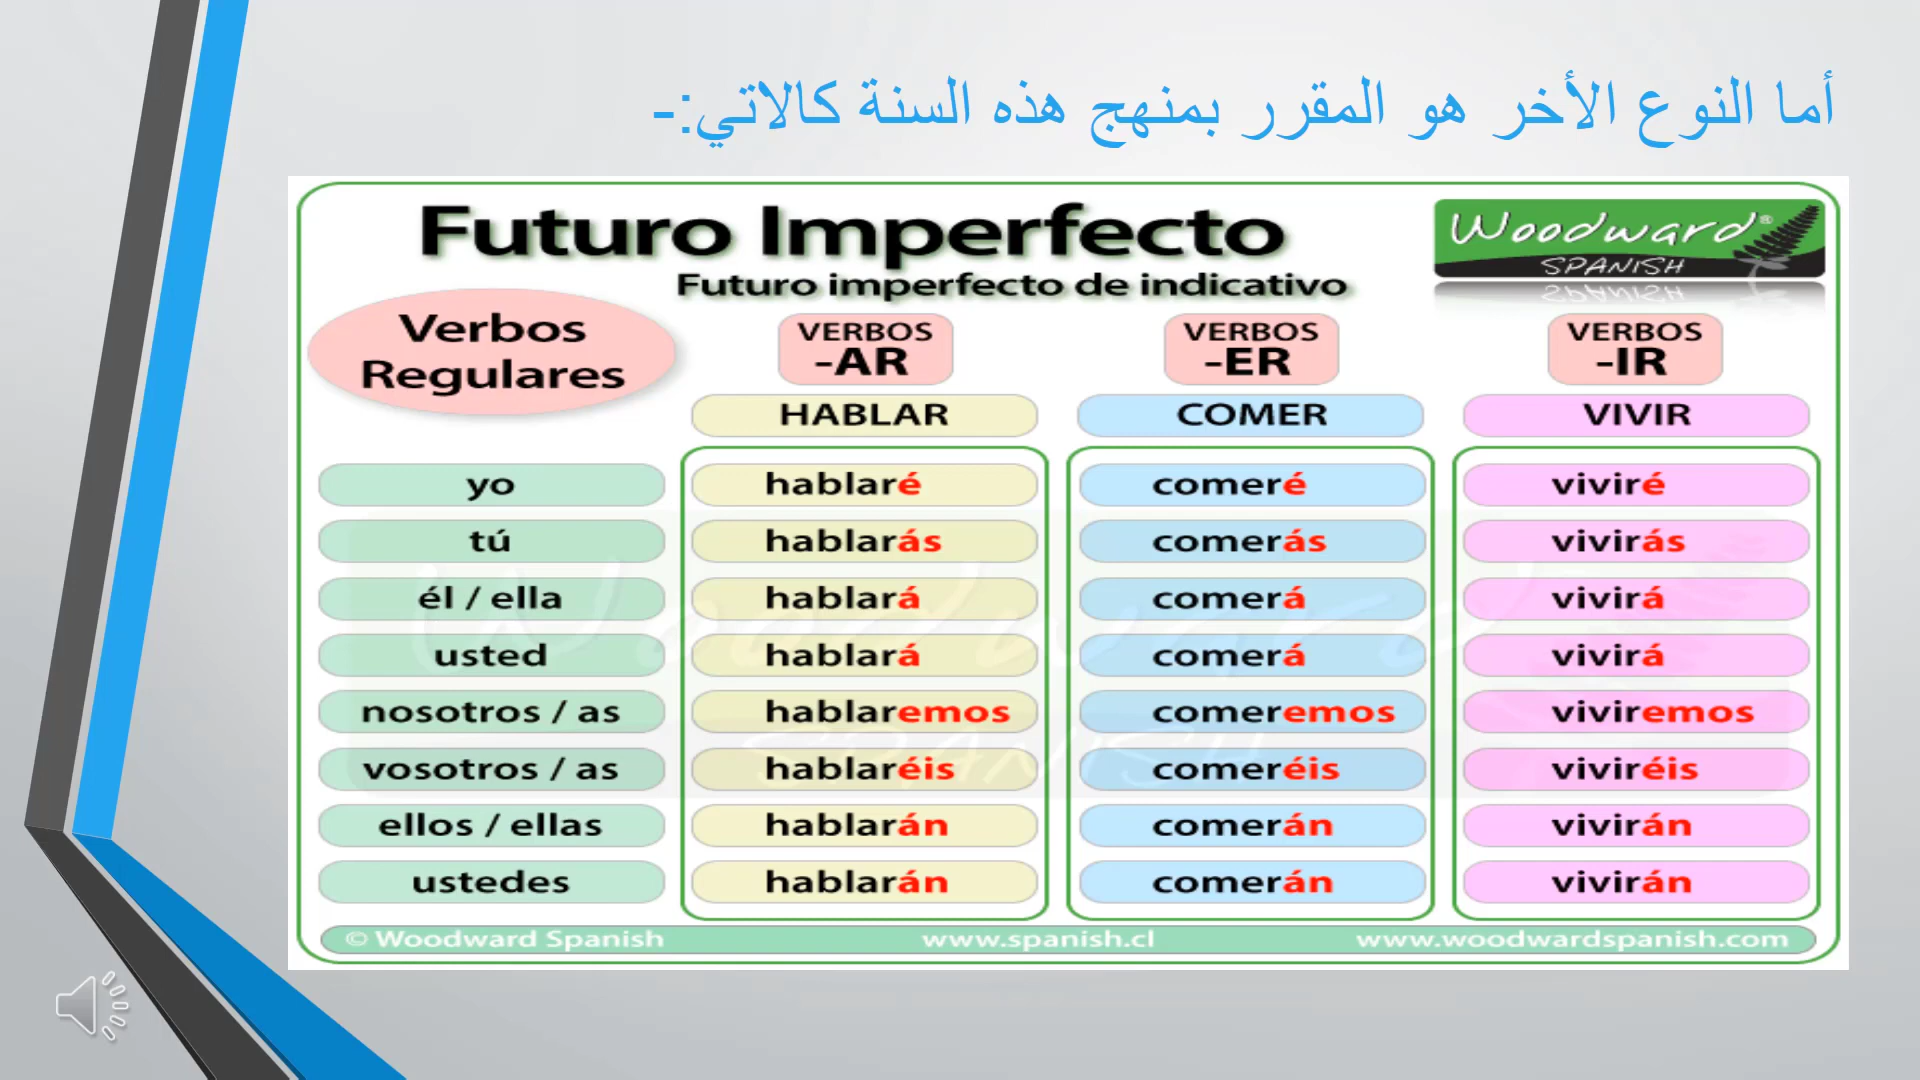 أما النوع الأخر هو المقرر بمنهج هذه السنة كالاتي:-
Futuro Imperfecto
Futuro imperfecto de indicativo
Woodward®
SPANISH
Verbos
Regulares
VERBOS
-AR
VERBOS
-ER
VERBOS
-IR
HABLAR COMER VIVIR
yo hablaré comeré viviré
tú hablarás comerás vivirás
él / ella hablará comerá vivirá
usted hablará comerá vivirá
nosotros / as hablaremos comeremos viviremos
vosotros / as hablaréis comeréis viviréis
ellos / ellas hablarán comerán vivirán
ustedes hablarán comerán vivirán
© Woodward Spanish www.spanish.cl www.woodwardspanish.com